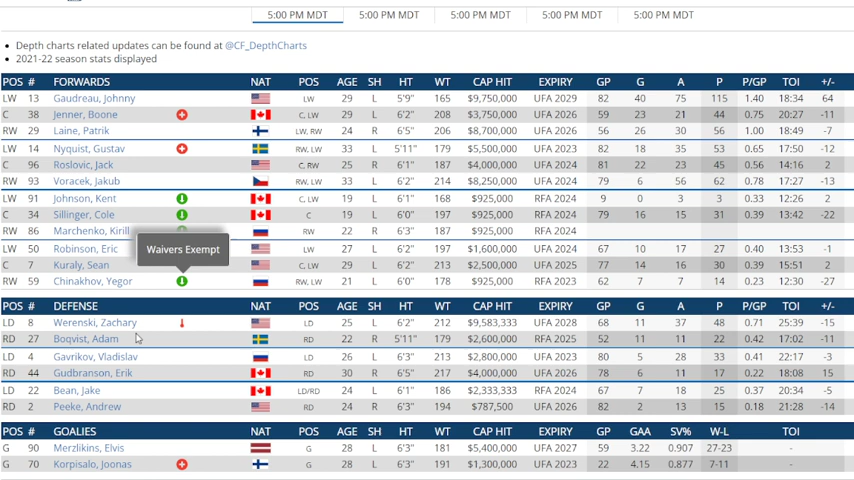 5:00 PM MDT 5:00 PM MDT 5:00 PM MDT 5:00 PM MDT 5:00 PM MDT
Depth charts related updates can be found at @CF_DepthCharts
2021-22 season stats displayed
POS # FORWARDS NAT POS AGE SH HT WT CAP HIT EXPIRY GP G A P P/GP TOI +/-
LW 13 Gaudreau, Johnny LW 29 L 5'9" 165 $9,750,000 UFA 2029 82 40 75 115 1.40 18:34 64
C 38 Jenner, Boone C, LW 29 L 6'2" 208 $3,750,000 UFA 2026 59 23 21 44 0.75 20:27 -11
RW 29 Laine, Patrik LW, RW 24 R 6'5" 206 $8,700,000 UFA 2026 56 26 30 56 1.00 18:49 -7
LW 14 Nyquist, Gustav RW, LW 33 L 5'11" 179 $5,500,000 UFA 2023 82 18 35 53 0.65 17:50 -12
C 96 Roslovic, Jack C, RW 25 R 6'1" 187 $4,000,000 UFA 2024 81 22 23 45 0.56 14:16 2
RW 93 Voracek, Jakub RW, LW 33 L 6'2" 214 $8,250,000 UFA 2024 79 6 56 62 0.78 17:27 -13
LW 91 Johnson, Kent C, LW 19 L 6'1" 168 $925,000 RFA 2024 9 0 3 3 0.33 12:26 2
C 34 Sillinger, Cole C 19 L 6'0" 197 $925,000 RFA 2024 79 16 15 31 0.39 13:42 -22
RW 86 Marchenko, Kirill RW 22 R 6'3" 187 $925,000 RFA 2024
Waivers Exempt
LW 50 Robinson, Eric LW 27 L 6'2" 197 $1,600,000 UFA 2024 67 10 17 27 0.40 13:53 -1
C 7 Kuraly, Sean C, LW 29 L 6'2" 213 $2,500,000 UFA 2025 77 14 16 30 0.39 15:51 2
RW 59 Chinakhov, Yegor RW, LW 21 L 6'0" 178 $925,000 RFA 2023 62 7 7 14 0.23 12:30 -27
POS # DEFENSE NAT POS AGE SH HT WT CAP HIT EXPIRY GP G A P P/GP TOI +/-
LD 8 Werenski, Zachary LD 25 L 6'2" 212 $9,583,333 UFA 2028 68 11 37 48 0.71 25:39 -15
RD 27 Boqvist, Adam RD 22 R 5'11" 179 $2,600,000 RFA 2025 52 11 11 22 0.42 17:02 -11
LD 4 Gavrikov, Vladislav LD 26 L 6'3" 213 $2,800,000 UFA 2023 80 5 28 33 0.41 22:17 -3
RD 44 Gudbranson, Erik RD 30 R 6'5" 217 $4,000,000 UFA 2026 78 6 11 17 0.22 18:08 15
LD 22 Bean, Jake LD/RD 24 L 6'1" 186 $2,333,333 RFA 2024 67 7 18 25 0.37 20:34 -5
RD 2 Peeke, Andrew RD 24 R 6'3" 194 $787,500 UFA 2026 82 2 13 15 0.18 21:28 -14
POS # GOALIES NAT POS AGE SH HT WT CAP HIT EXPIRY GP GAA SV% W-L TOI
G 90 Merzlikins, Elvis G 28 L 6'3" 181 $5,400,000 UFA 2027 59 3.22 0.907 27-23 -
G 70 Korpisalo, Joonas G 28 L 6'3" 191 $1,300,000 UFA 2023 22 4.15 0.877 7-11 -